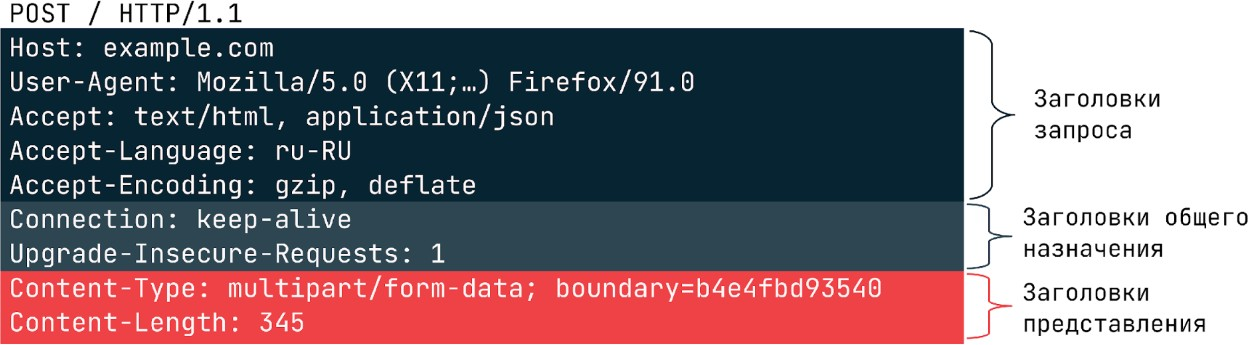 POST / HTTP/1.1
Host: example.com
User-Agent: Mozilla/5.0 (X11;…) Firefox/91.0
Accept: text/html, application/json
Accept-Language: ru-RU
Accept-Encoding: gzip, deflate
Заголовки
запроса
Connection: keep-alive
Upgrade-Insecure-Requests: 1
Заголовки общего
назначения
Content-Type: multipart/form-data; boundary=b4e4fbd93540
Content-Length: 345
Заголовки
представления